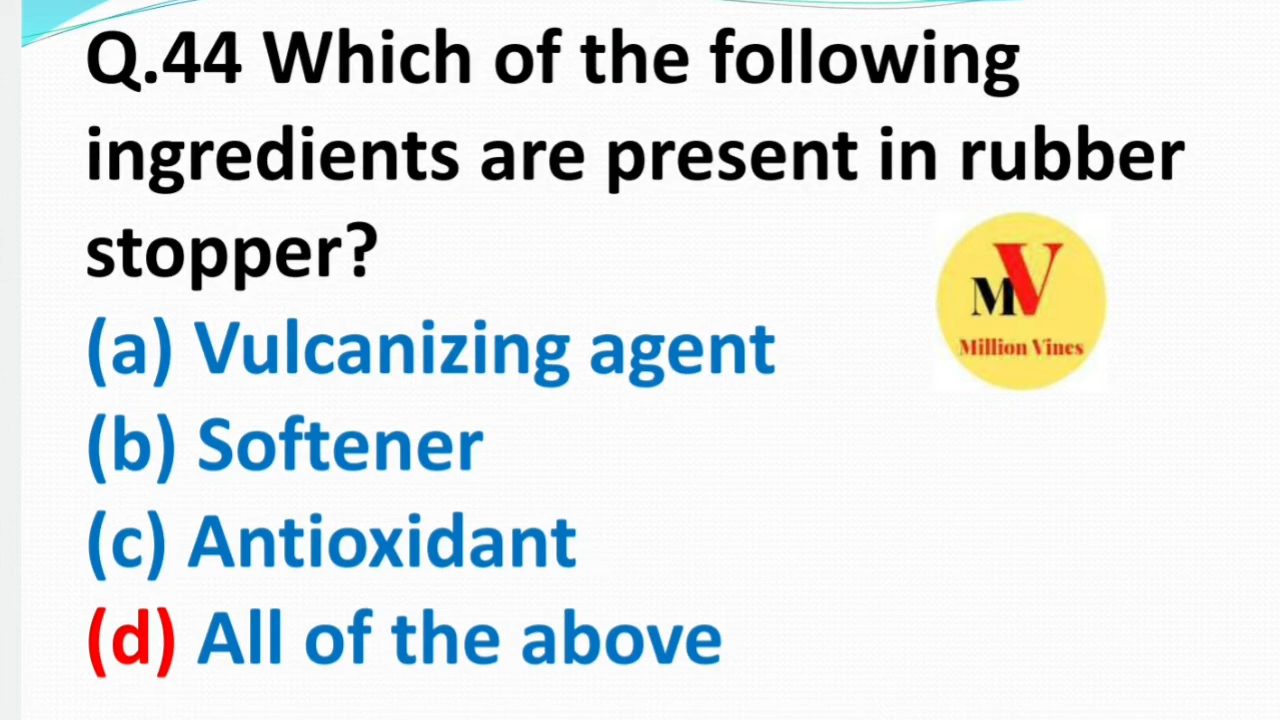 Q.44 Which of the following
ingredients are present in rubber
stopper?
MV
Million Vines
(a) Vulcanizing agent
(b) Softener
(c) Antioxidant
(d) All of the above